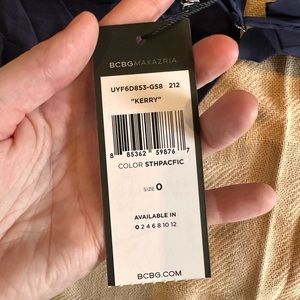 BCBGMAXAZRIA
UYF6D853-G58 212
"KERRY"
8 85362 59876 7
COLOR STHPACFIC
SIZE 0
AVAILABLE IN
0 2 4 6 8 10 12
BCBG.COM